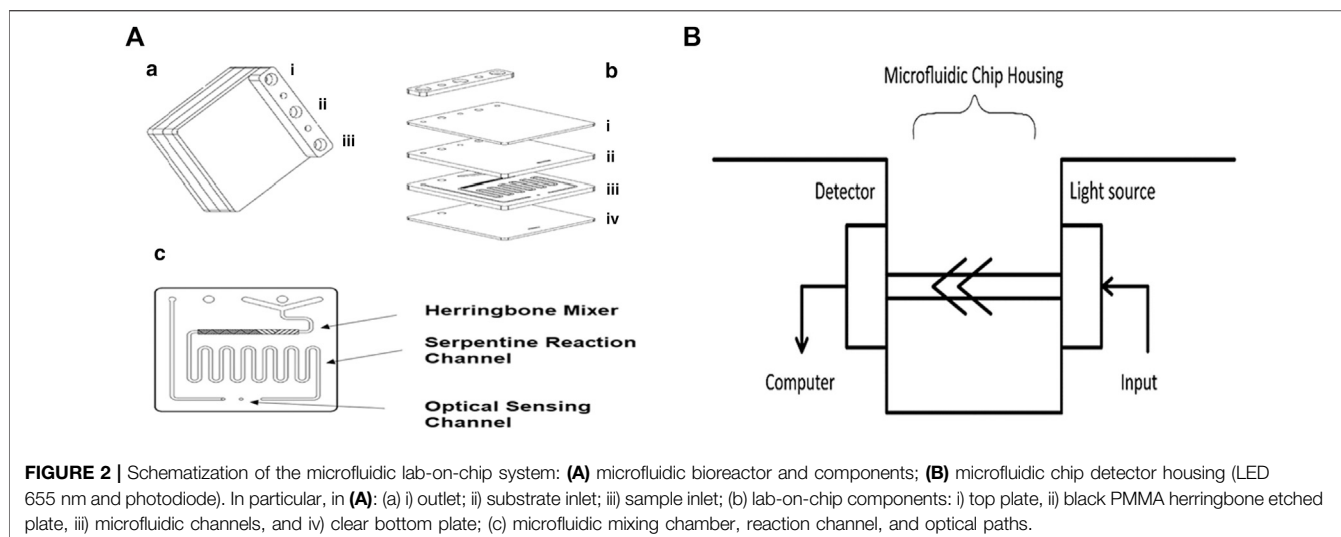 A
a
i
ii
iii
b
i
ii
iii
iv
c
Herringbone Mixer
Serpentine Reaction
Channel
Optical Sensing
Channel
B
Microfluidic Chip Housing
Detector
Light source
Computer
Input
FIGURE 2 | Schematization of the microfluidic lab-on-chip system: (A) microfluidic bioreactor and components; (B) microfluidic chip detector housing (LED
655 nm and photodiode). In particular, in (A): (a) i) outlet; ii) substrate inlet; iii) sample inlet; (b) lab-on-chip components: i) top plate, ii) black PMMA herringbone etched
plate, iii) microfluidic channels, and iv) clear bottom plate; (c) microfluidic mixing chamber, reaction channel, and optical paths.